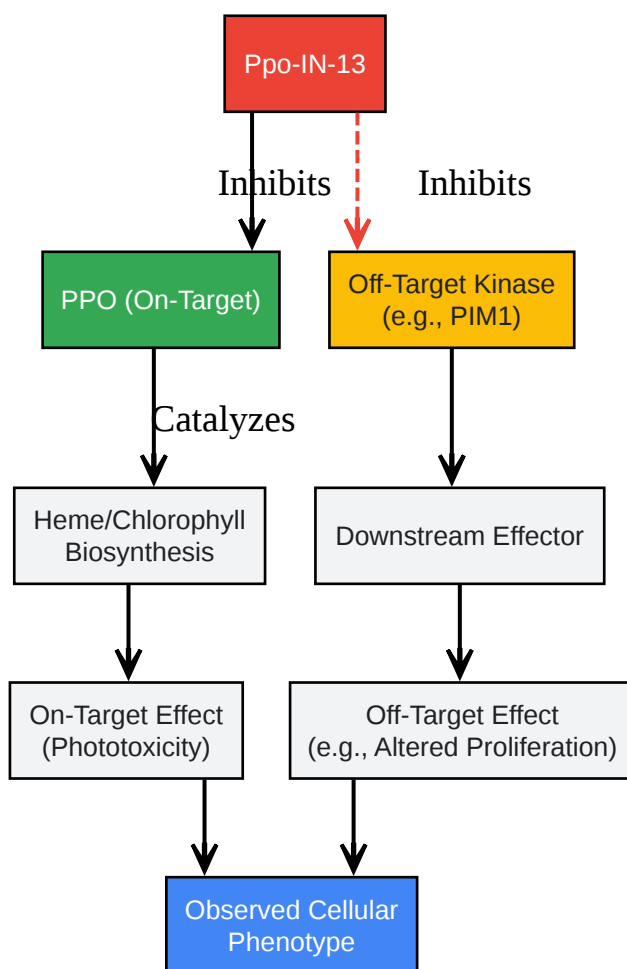 Ppo-IN-13
Inhibits
Inhibits
PPO (On-Target)
Off-Target Kinase
(e.g., PIM1)
Catalyzes
Heme/Chlorophyll
Biosynthesis
Downstream Effector
On-Target Effect
(Phototoxicity)
Off-Target Effect
(e.g., Altered Proliferation)
Observed Cellular
Phenotype